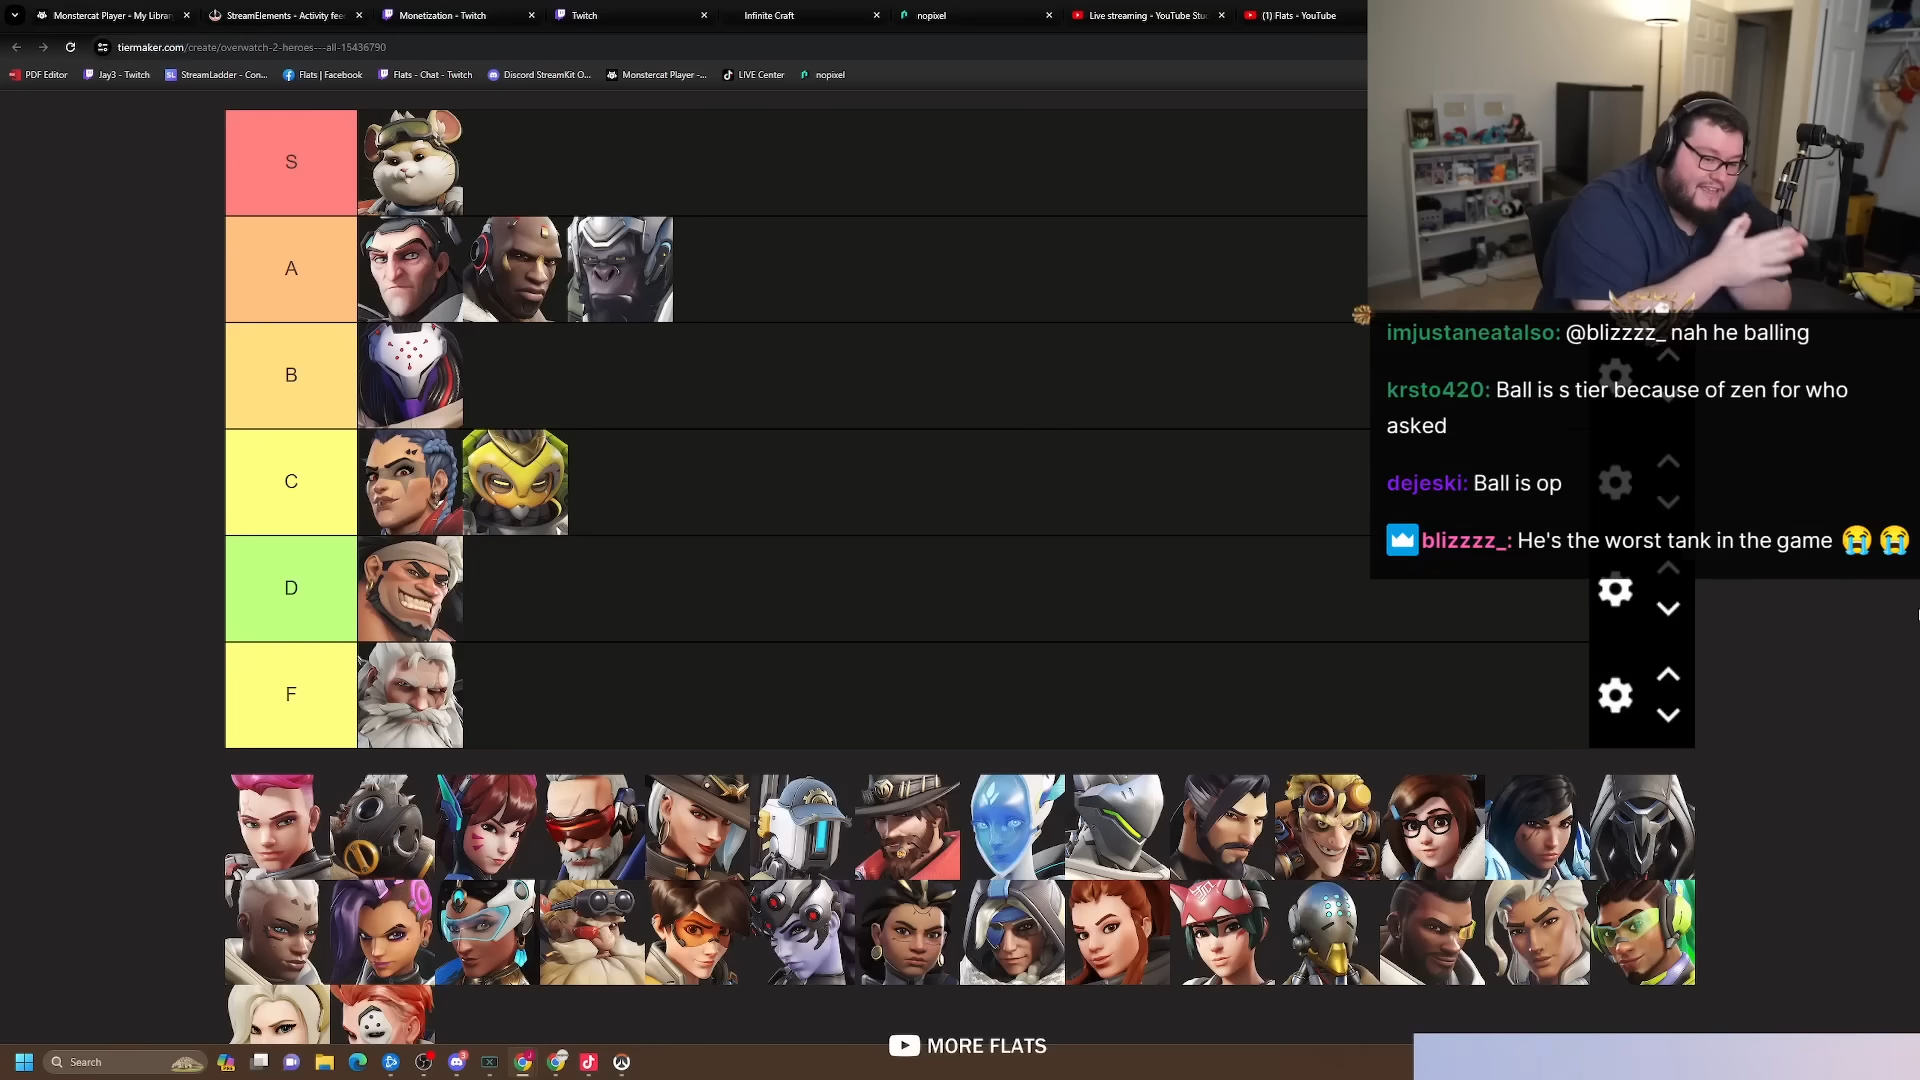 Monstercat Player - My Librar
StreamElements - Activity fee
Monetization - Twitch
Twitch
Infinite Craft
nopixel
Live streaming - YouTube Stu
(1) Flats - YouTube
tiermaker.com/create/overwatch-2-heroes---all-15436790
PDF Editor
Jay3 - Twitch
StreamLadder - Con...
Flats | Facebook
Flats - Chat - Twitch
Discord StreamKit O...
Monstercat Player -...
LIVE Center
nopixel
S
A
B
C
D
F
imjustaneatalso: @blizzzz_ nah he balling
krsto420: Ball is s tier because of zen for who
asked
dejeski: Ball is op
blizzzz_: He's the worst tank in the game 😭 😭
MORE FLATS
Search